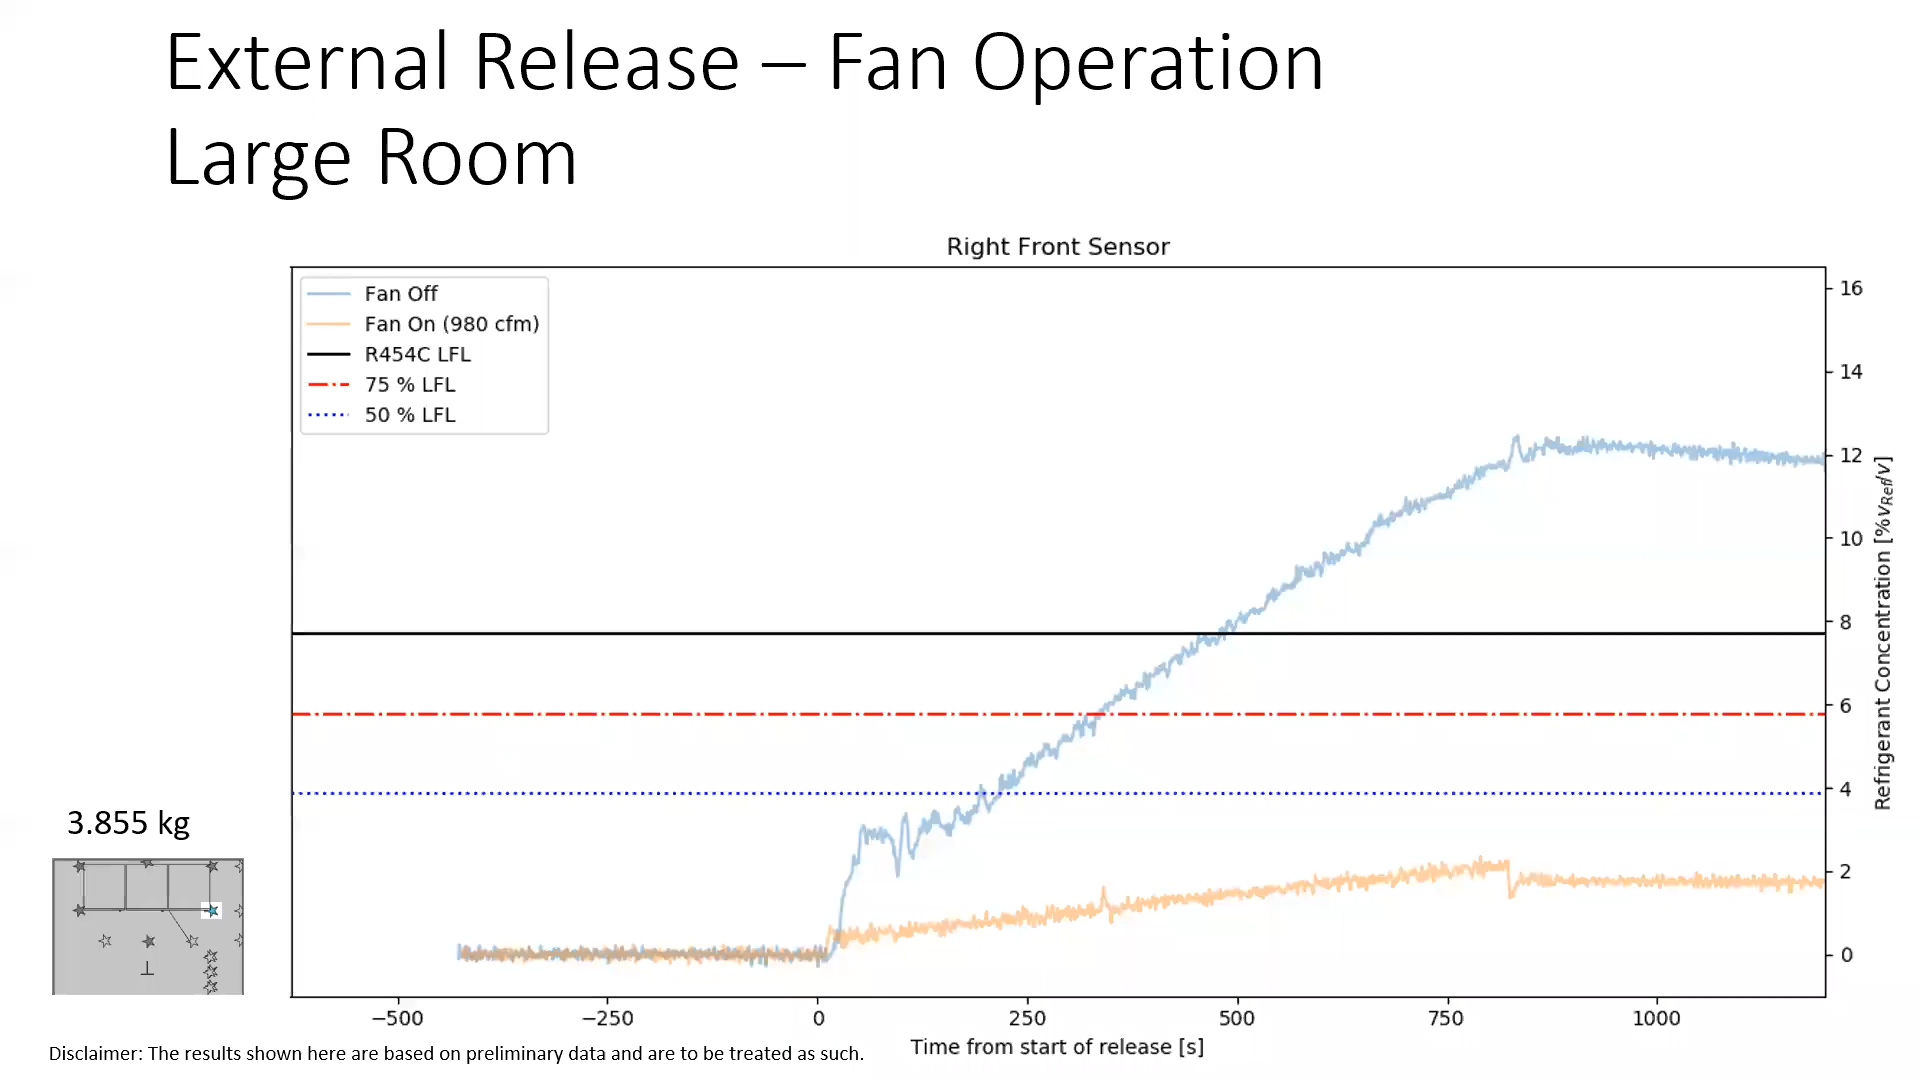 External Release – Fan Operation
Large Room
Right Front Sensor
Fan Off
Fan On (980 cfm)
R454C LFL
75 % LFL
50 % LFL
16
14
12
10
8
6
4
2
0
Refrigerant Concentration [%v_Ref/v]
3.855 kg
−500
−250
0
250
500
750
1000
Time from start of release [s]
Disclaimer: The results shown here are based on preliminary data and are to be treated as such.